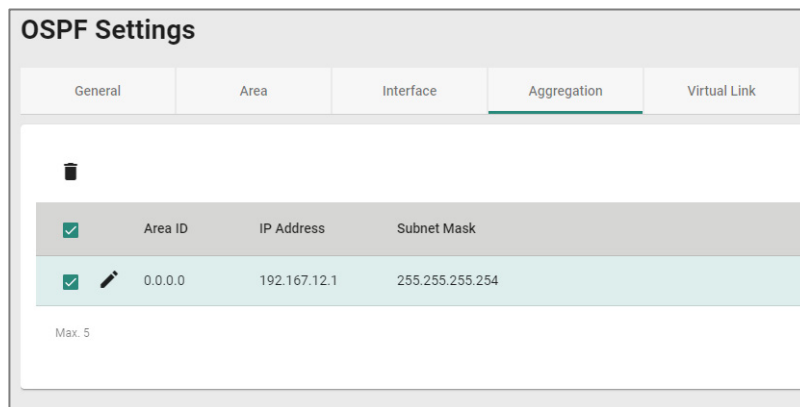 OSPF Settings
General Area Interface Aggregation Virtual Link
Area ID IP Address Subnet Mask
0.0.0.0 192.167.12.1 255.255.255.254
Max. 5